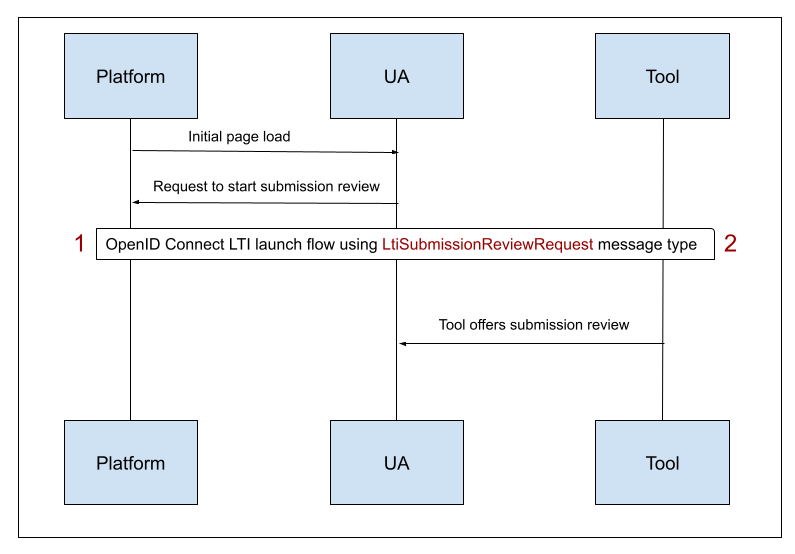 Platform
UA
Tool
Initial page load
Request to start submission review
1
OpenID Connect LTI launch flow using LtiSubmissionReviewRequest message type
2
Tool offers submission review
Platform
UA
Tool